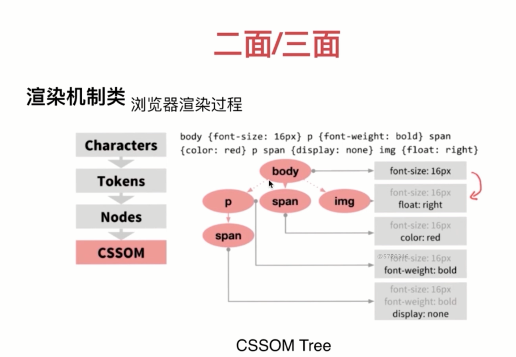 二面/三面
渲染机制类 浏览器渲染过程
Characters
Tokens
Nodes
CSSOM
body {font-size: 16px} p {font-weight: bold} span
{color: red} p span {display: none} img {float: right}
body
p
span
img
span
font-size: 16px
font-size: 16px
float: right
font-size: 16px
color: red
font-size: 16px
font-weight: bold
font-size: 16px
font-weight: bold
display: none
CSSOM Tree